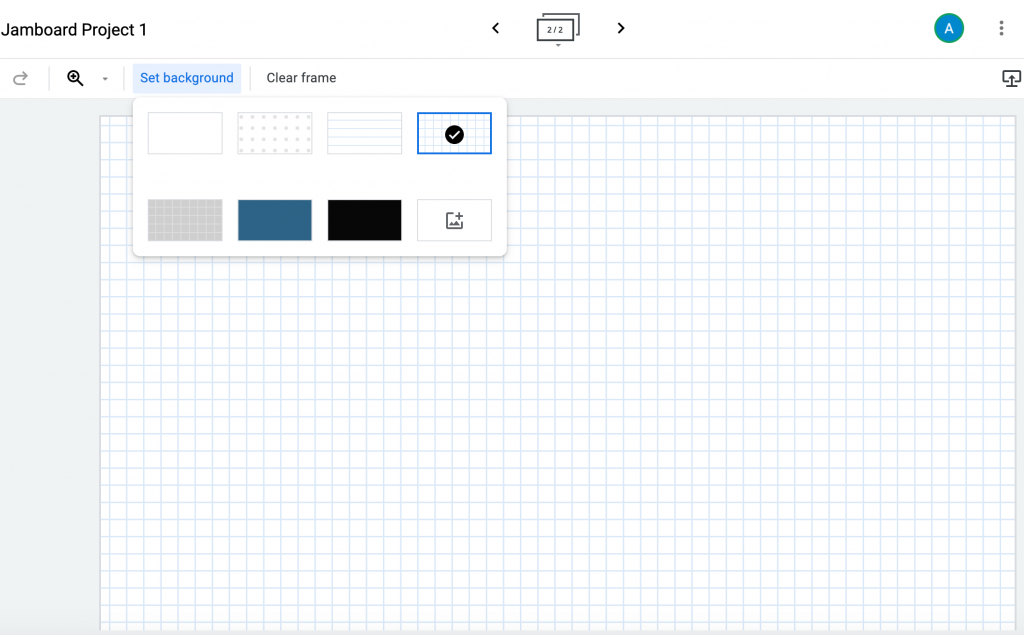 Jamboard Project 1
2 / 2
A
Set background
Clear frame